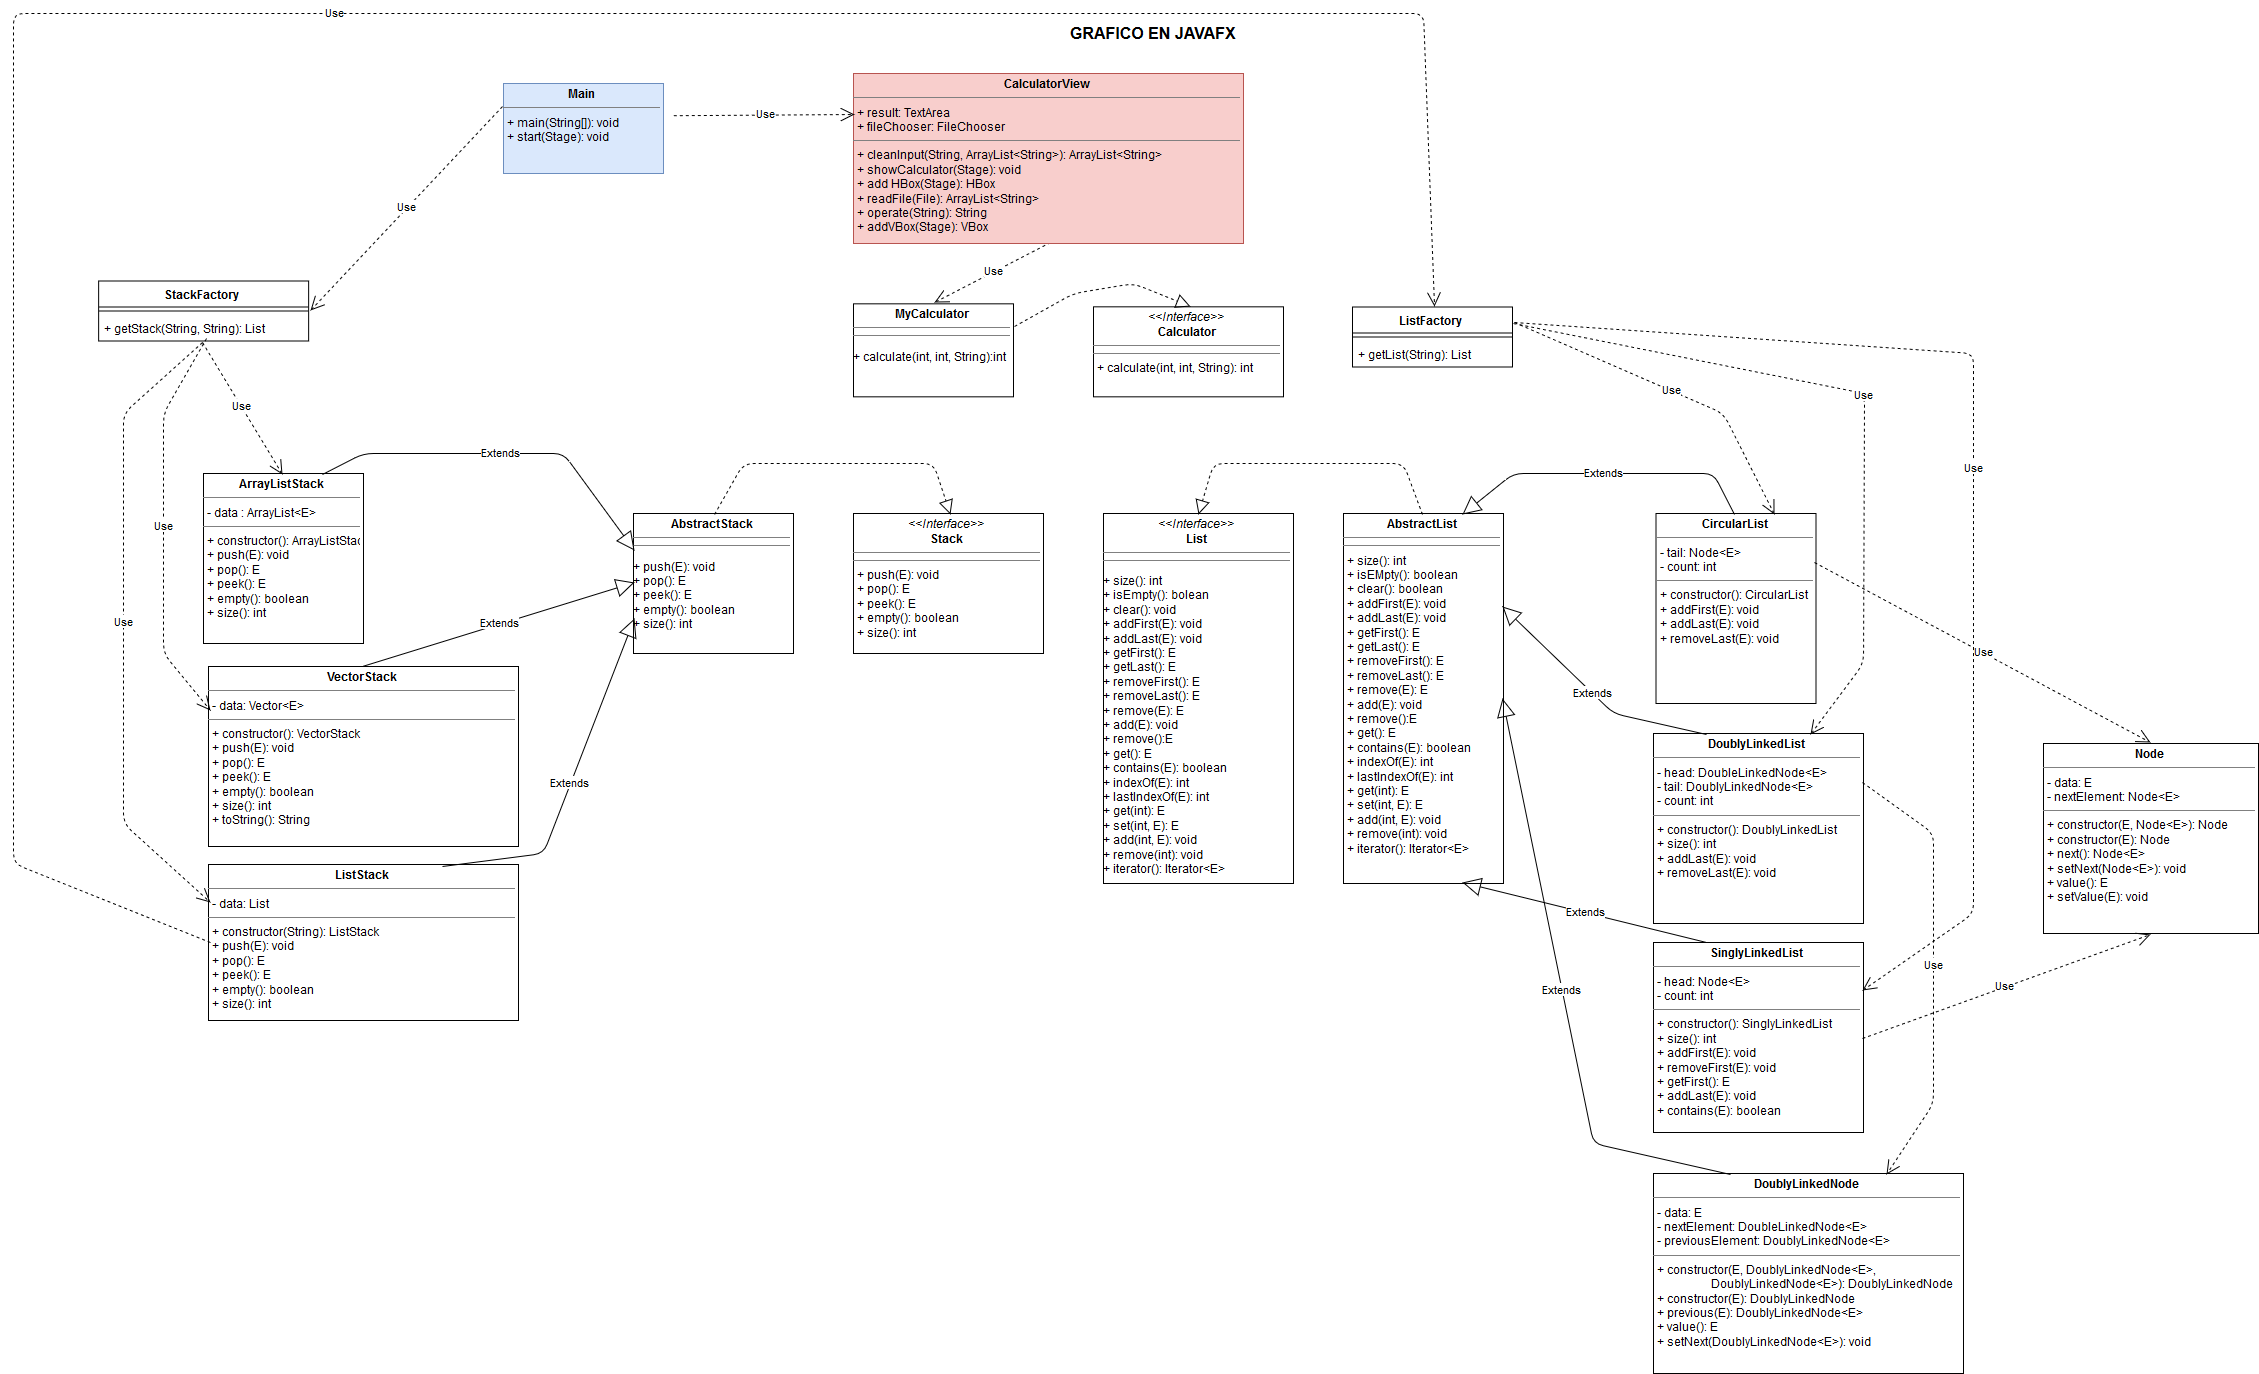 Use
GRAFICO EN JAVAFX
Main
+ main(String[]): void
+ start(Stage): void
Use
CalculatorView
+ result: TextArea
+ fileChooser: FileChooser
+ cleanInput(String, ArrayList<String>): ArrayList<String>
+ showCalculator(Stage): void
+ add HBox(Stage): HBox
+ readFile(File): ArrayList<String>
+ operate(String): String
+ addVBox(Stage): VBox
Use
Use
StackFactory
+ getStack(String, String): List
MyCalculator
+ calculate(int, int, String):int
<<Interface>>
Calculator
+ calculate(int, int, String): int
ListFactory
+ getList(String): List
Use
Use
Use
Use
Use
Use
ArrayListStack
- data : ArrayList<E>
+ constructor(): ArrayListStac
+ push(E): void
+ pop(): E
+ peek(): E
+ empty(): boolean
+ size(): int
Extends
Extends
Extends
AbstractStack
+ push(E): void
+ pop(): E
+ peek(): E
+ empty(): boolean
+ size(): int
<<Interface>>
Stack
+ push(E): void
+ pop(): E
+ peek(): E
+ empty(): boolean
+ size(): int
<<Interface>>
List
+ size(): int
+ isEmpty(): bolean
+ clear(): void
+ addFirst(E): void
+ addLast(E): void
+ getFirst(): E
+ getLast(): E
+ removeFirst(): E
+ removeLast(): E
+ remove(E): E
+ add(E): void
+ remove():E
+ get(): E
+ contains(E): boolean
+ indexOf(E): int
+ lastIndexOf(E): int
+ get(int): E
+ set(int, E): E
+ add(int, E): void
+ remove(int): void
+ iterator(): Iterator<E>
AbstractList
+ size(): int
+ isEMpty(): boolean
+ clear(): boolean
+ addFirst(E): void
+ addLast(E): void
+ getFirst(): E
+ getLast(): E
+ removeFirst(): E
+ removeLast(): E
+ remove(E): E
+ add(E): void
+ remove():E
+ get(): E
+ contains(E): boolean
+ indexOf(E): int
+ lastIndexOf(E): int
+ get(int): E
+ set(int, E): E
+ add(int, E): void
+ remove(int): void
+ iterator(): Iterator<E>
Extends
Extends
Extends
Extends
CircularList
- tail: Node<E>
- count: int
+ constructor(): CircularList
+ addFirst(E): void
+ addLast(E): void
+ removeLast(E): void
Use
VectorStack
- data: Vector<E>
+ constructor(): VectorStack
+ push(E): void
+ pop(): E
+ peek(): E
+ empty(): boolean
+ size(): int
+ toString(): String
DoublyLinkedList
- head: DoubleLinkedNode<E>
- tail: DoublyLinkedNode<E>
- count: int
+ constructor(): DoublyLinkedList
+ size(): int
+ addLast(E): void
+ removeLast(E): void
Node
- data: E
- nextElement: Node<E>
+ constructor(E, Node<E>): Node
+ constructor(E): Node
+ next(): Node<E>
+ setNext(Node<E>): void
+ value(): E
+ setValue(E): void
ListStack
- data: List
+ constructor(String): ListStack
+ push(E): void
+ pop(): E
+ peek(): E
+ empty(): boolean
+ size(): int
SinglyLinkedList
- head: Node<E>
- count: int
+ constructor(): SinglyLinkedList
+ size(): int
+ addFirst(E): void
+ removeFirst(E): void
+ getFirst(): E
+ addLast(E): void
+ contains(E): boolean
Use
Use
DoublyLinkedNode
- data: E
- nextElement: DoubleLinkedNode<E>
- previousElement: DoublyLinkedNode<E>
+ constructor(E, DoublyLinkedNode<E>,
DoublyLinkedNode<E>): DoublyLinkedNode
+ constructor(E): DoublyLinkedNode
+ previous(E): DoublyLinkedNode<E>
+ value(): E
+ setNext(DoublyLinkedNode<E>): void